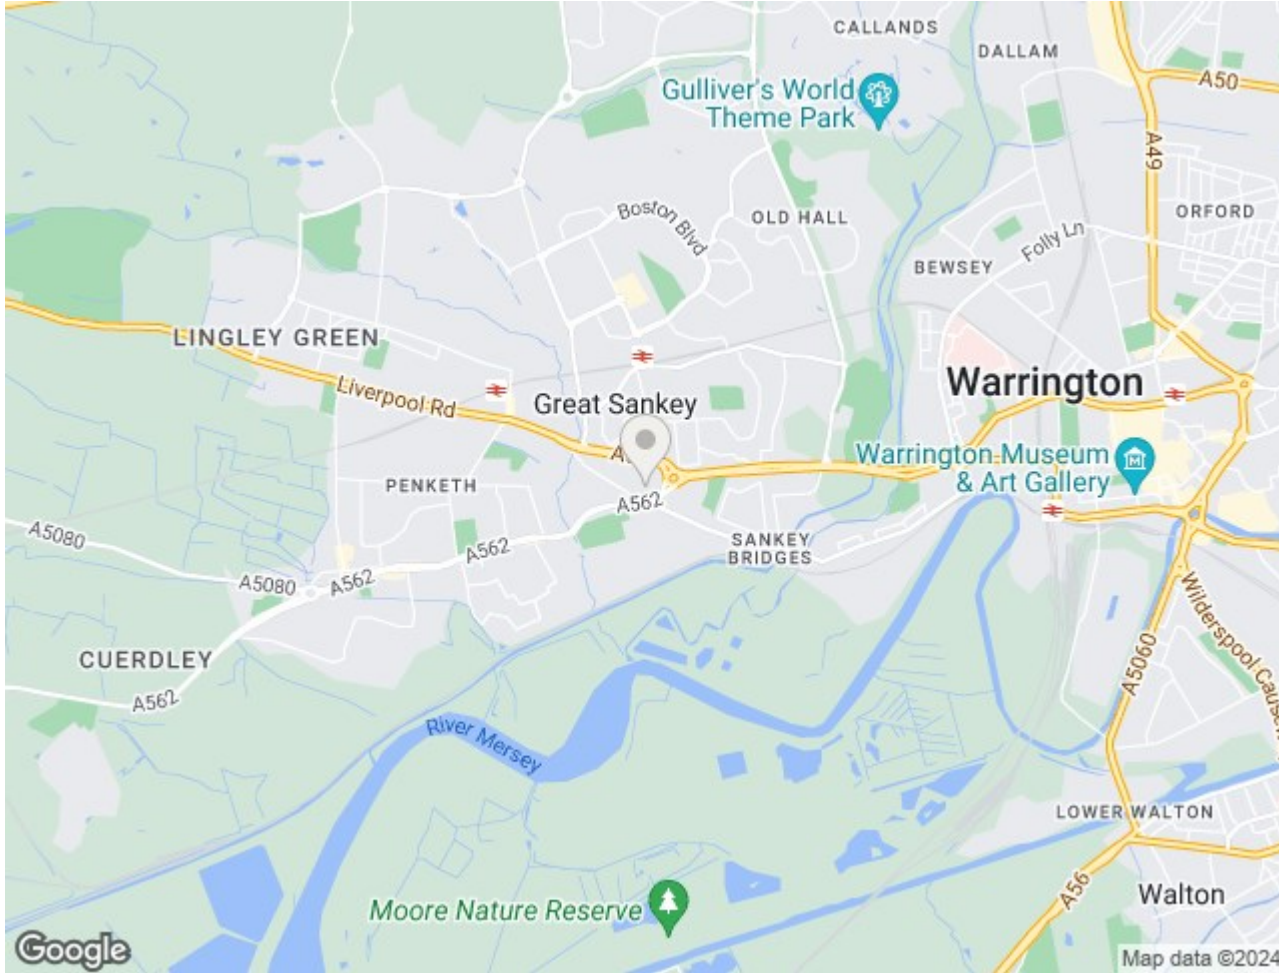 CALLANDS
DALLAM
A50
Gulliver's World
Theme Park
A49
ORFORD
Boston Blvd
OLD HALL
Folly Ln
BEWSEY
LINGLEY GREEN
Warrington
Liverpool Rd
Great Sankey
Warrington Museum
& Art Gallery
PENKETH
A562
A5080
A562
SANKEY
BRIDGES
A5080
A562
Wilderspool Cause
CUERDLEY
A5060
A562
River Mersey
LOWER WALTON
A56
Walton
Moore Nature Reserve
Google
Map data ©2024